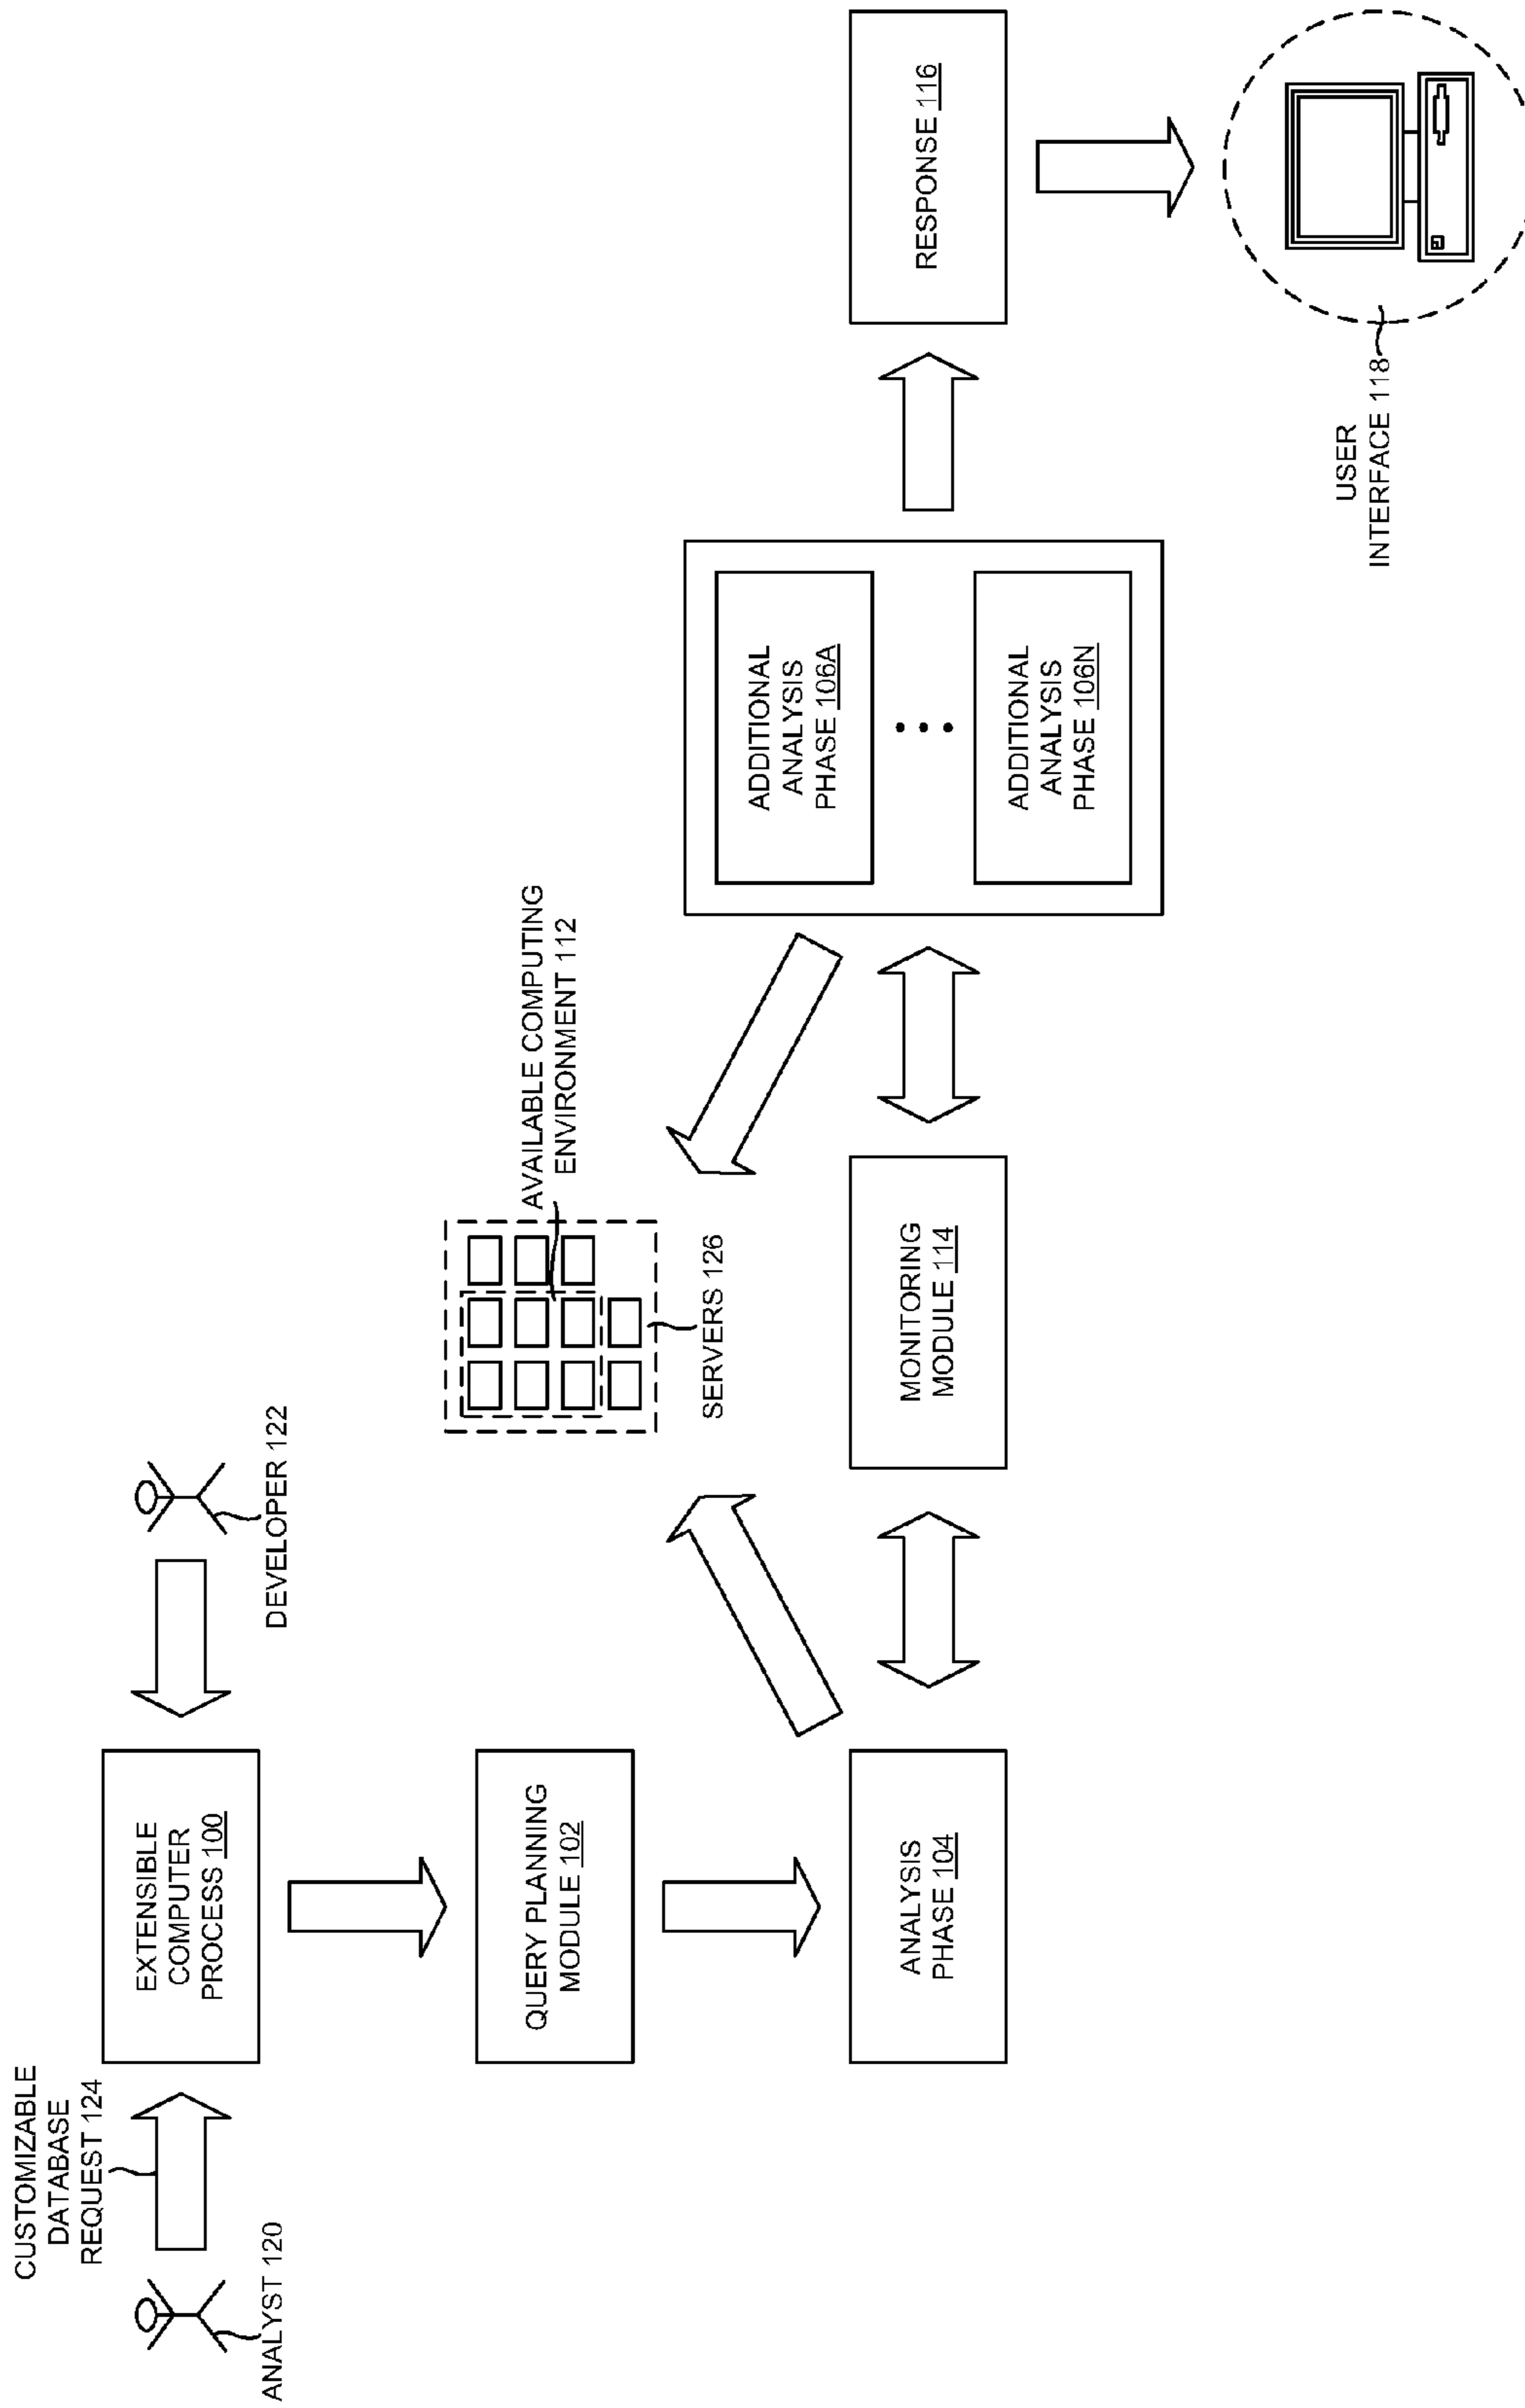 CUSTOMIZABLE
DATABASE
REQUEST 124
ANALYST 120
EXTENSIBLE
COMPUTER
PROCESS 100
DEVELOPER 122
QUERY PLANNING
MODULE 102
AVAILABLE COMPUTING
ENVIRONMENT 112
SERVERS 126
ANALYSIS
PHASE 104
MONITORING
MODULE 114
ADDITIONAL
ANALYSIS
PHASE 106A
ADDITIONAL
ANALYSIS
PHASE 106N
RESPONSE 116
USER
INTERFACE 118